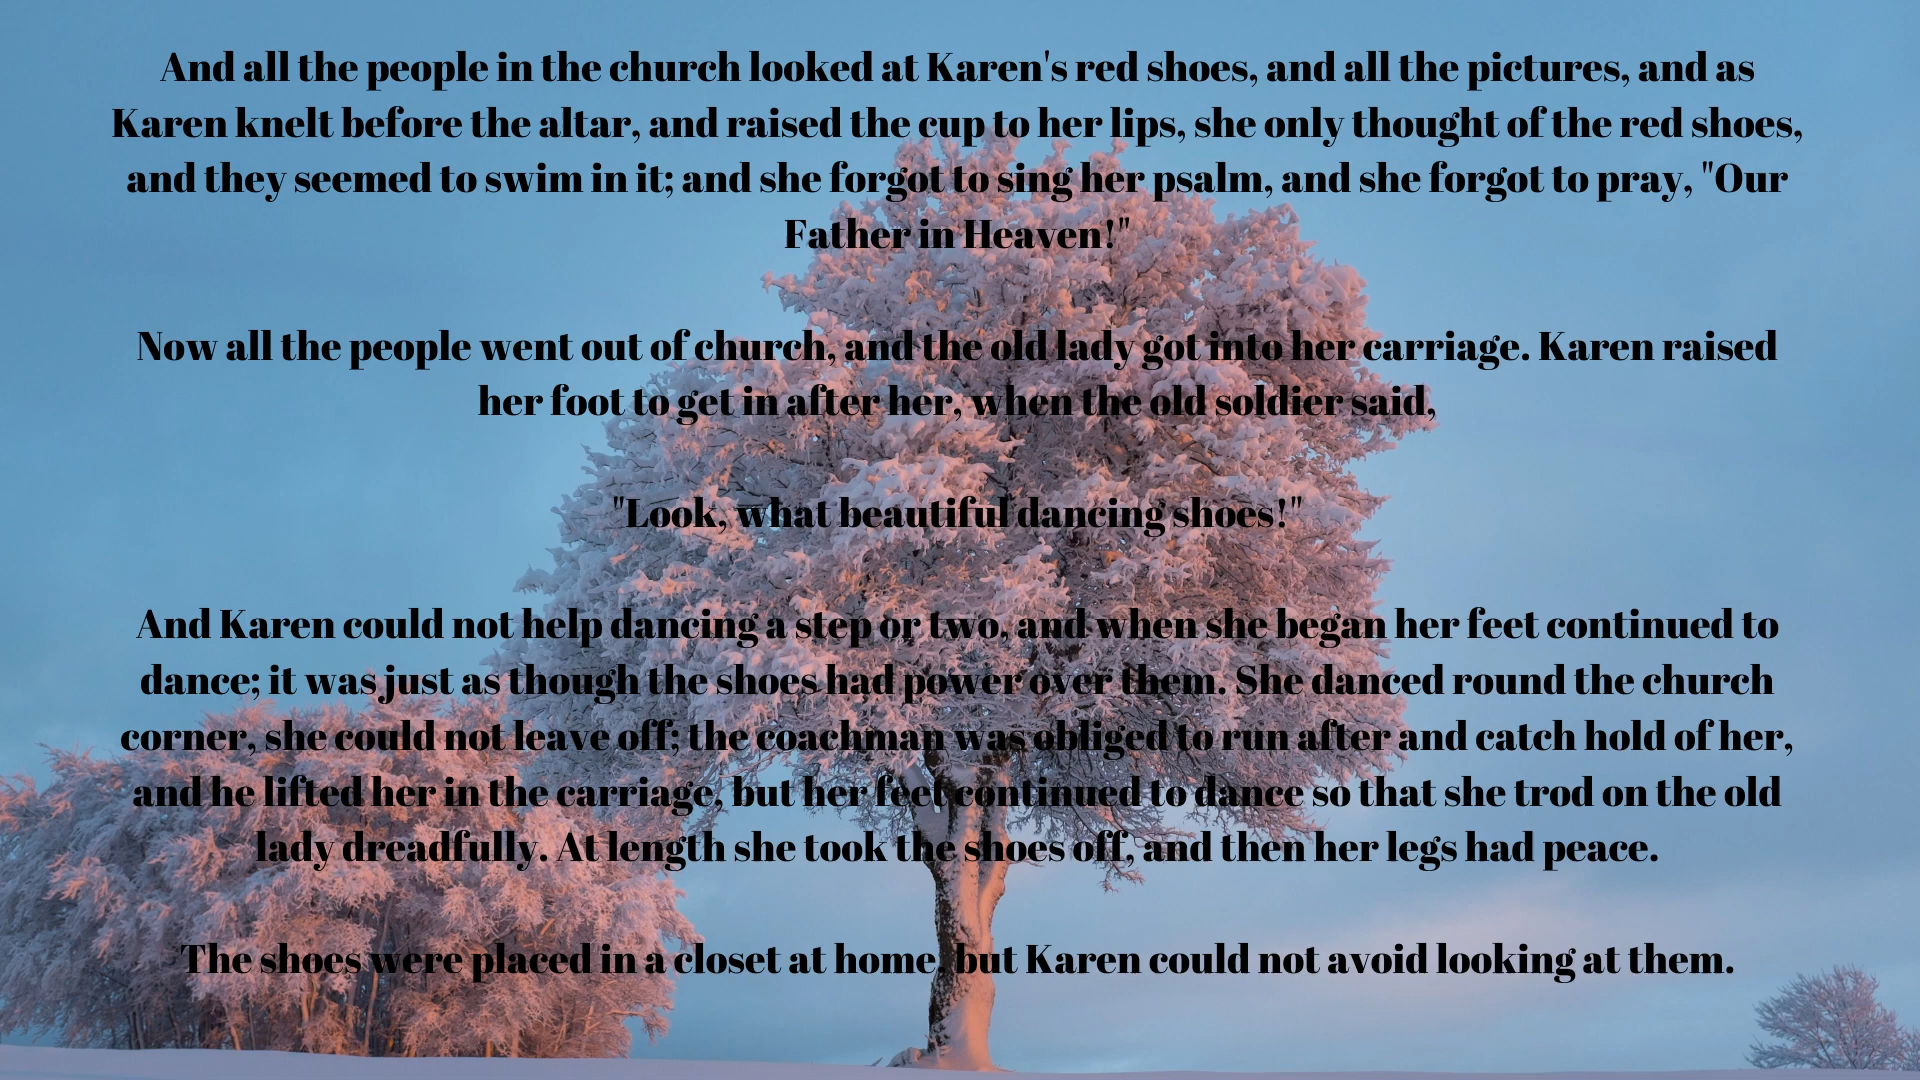 And all the people in the church looked at Karen's red shoes, and all the pictures, and as
Karen knelt before the altar, and raised the cup to her lips, she only thought of the red shoes,
and they seemed to swim in it; and she forgot to sing her psalm, and she forgot to pray, "Our
Father in Heaven!"
Now all the people went out of church, and the old lady got into her carriage. Karen raised
her foot to get in after her, when the old soldier said,
"Look, what beautiful dancing shoes!"
And Karen could not help dancing a step or two, and when she began her feet continued to
dance; it was just as though the shoes had power over them. She danced round the church
corner, she could not leave off; the coachman was obliged to run after and catch hold of her,
and he lifted her in the carriage, but her feet continued to dance so that she trod on the old
lady dreadfully. At length she took the shoes off, and then her legs had peace.
The shoes were placed in a closet at home, but Karen could not avoid looking at them.